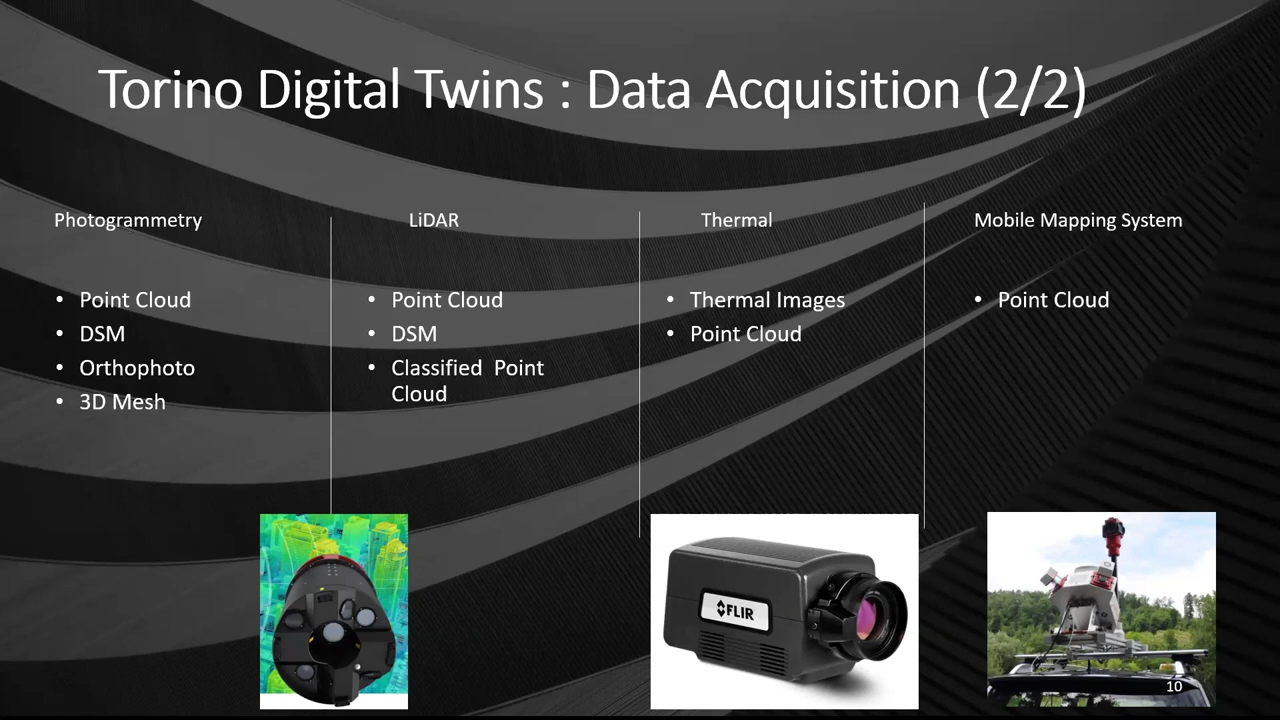 Torino Digital Twins : Data Acquisition (2/2)
Photogrammetry
• Point Cloud
• DSM
• Orthophoto
• 3D Mesh
LiDAR
• Point Cloud
• DSM
• Classified Point
Cloud
Thermal
• Thermal Images
• Point Cloud
Mobile Mapping System
• Point Cloud
FLIR
10